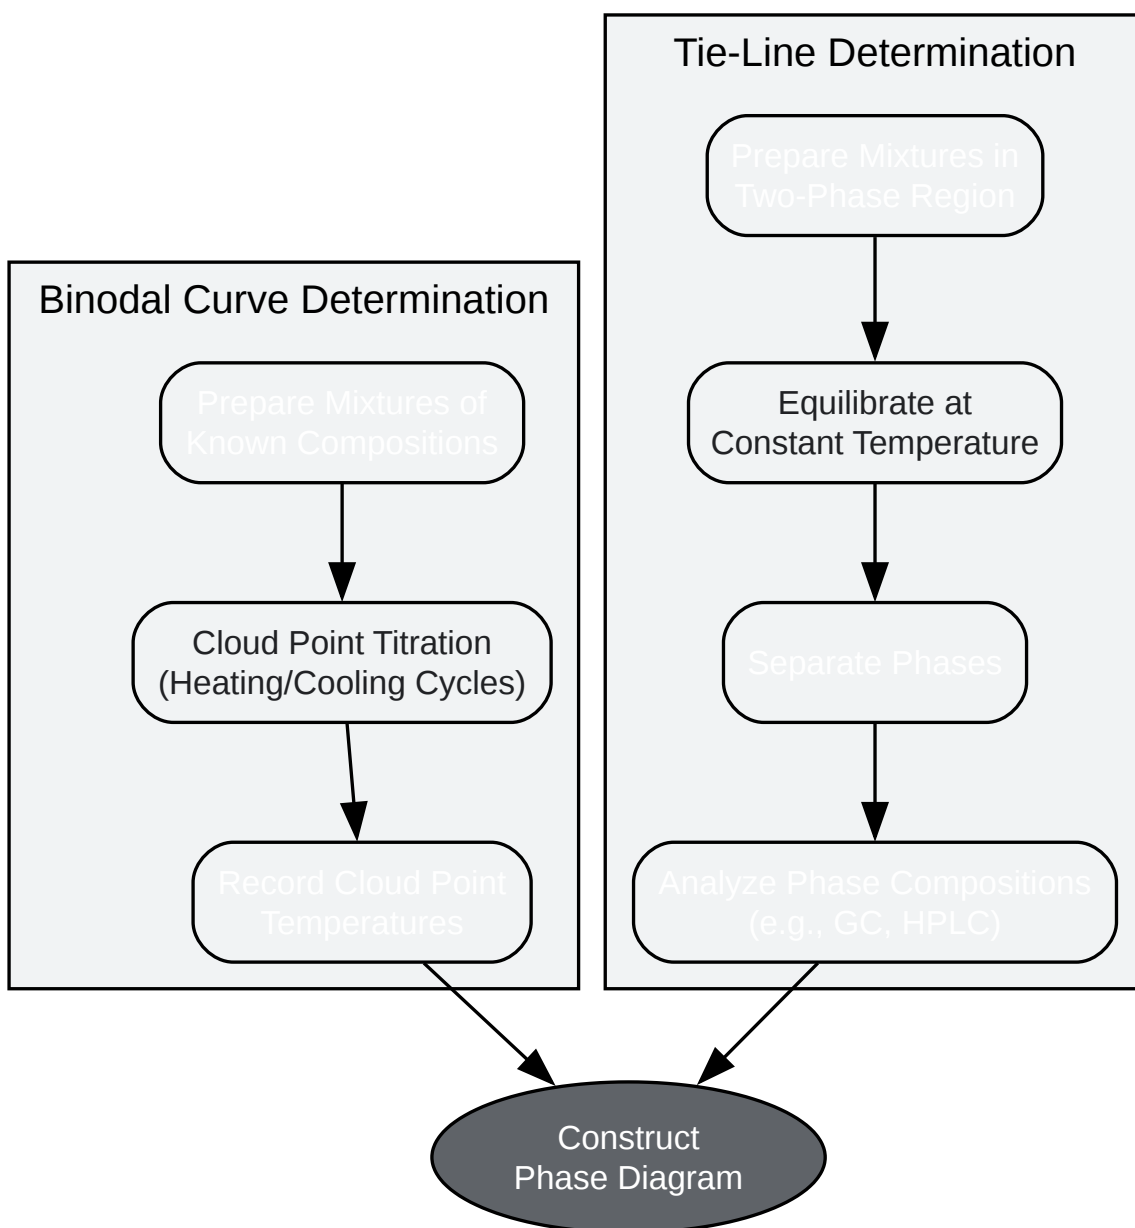 Tie-Line Determination
Prepare Mixtures in
Two-Phase Region
Equilibrate at
Constant Temperature
Separate Phases
Analyze Phase Compositions
(e.g., GC, HPLC)
Binodal Curve Determination
Prepare Mixtures of
Known Compositions
Cloud Point Titration
(Heating/Cooling Cycles)
Record Cloud Point
Temperatures
Construct
Phase Diagram